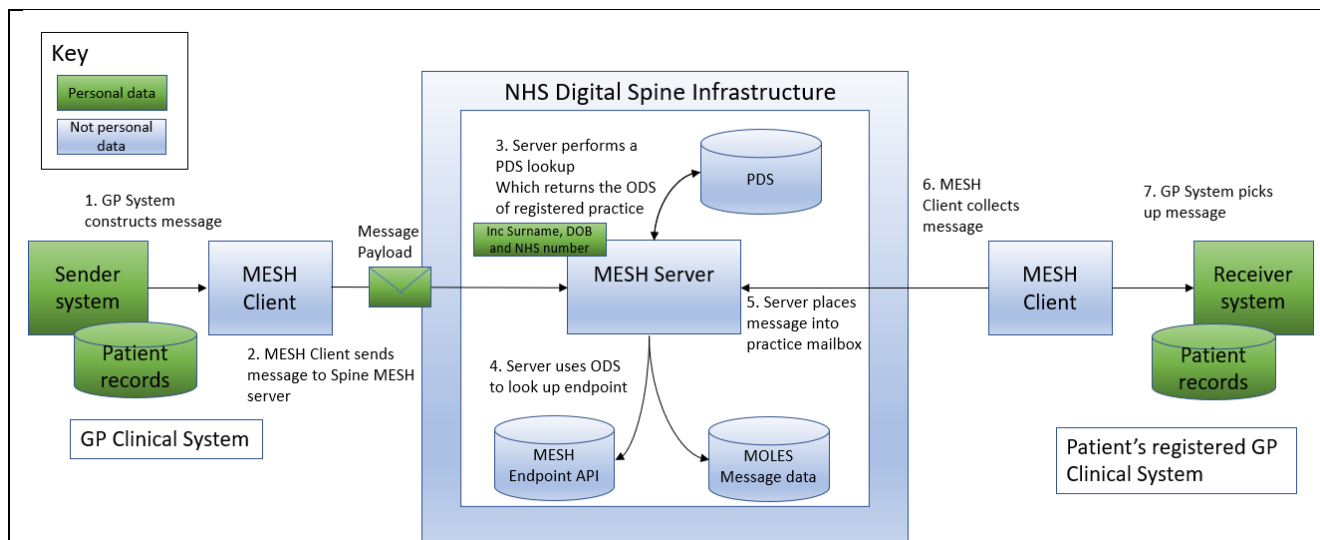 Key
Personal data
Not personal
data
NHS Digital Spine Infrastructure
1. GP System
constructs message
Sender
system
Patient
records
GP Clinical System
MESH
Client
2. MESH Client sends
message to Spine MESH
server
Message
Payload
3. Server performs a
PDS lookup
Which returns the ODS
of registered practice
Inc Surname, DOB
and NHS number
PDS
MESH Server
4. Server uses ODS
to look up endpoint
5. Server places
message into
practice mailbox
MESH
Endpoint API
MOLES
Message data
6. MESH
Client collects
message
MESH
Client
7. GP System picks
up message
Receiver
system
Patient
records
Patient's registered GP
Clinical System